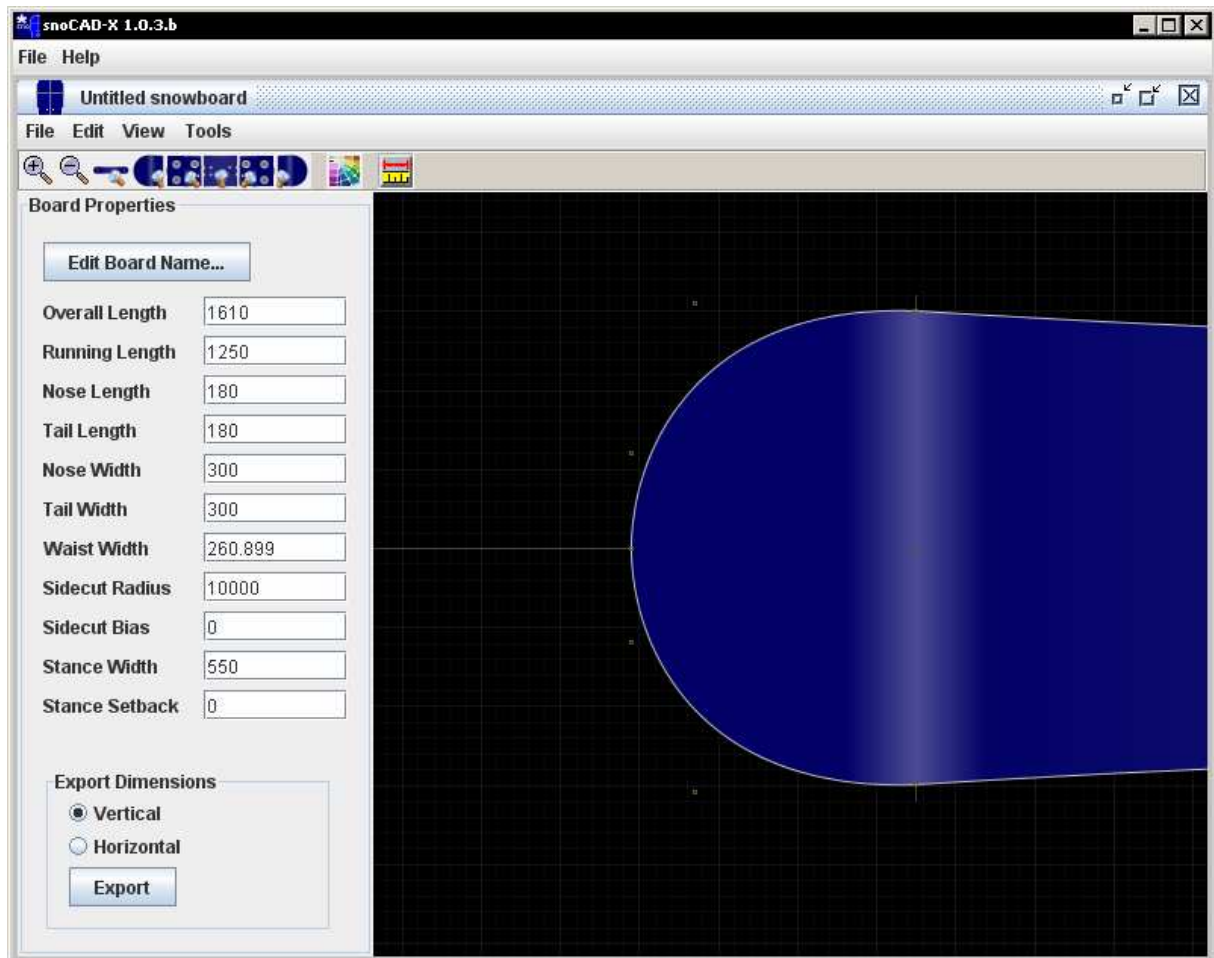 snoCAD-X 1.0.3.b
File Help
Untitled snowboard
File Edit View Tools
Board Properties
Edit Board Name...
Overall Length 1610
Running Length 1250
Nose Length 180
Tail Length 180
Nose Width 300
Tail Width 300
Waist Width 260.899
Sidecut Radius 10000
Sidecut Bias 0
Stance Width 550
Stance Setback 0
Export Dimensions
Vertical
Horizontal
Export